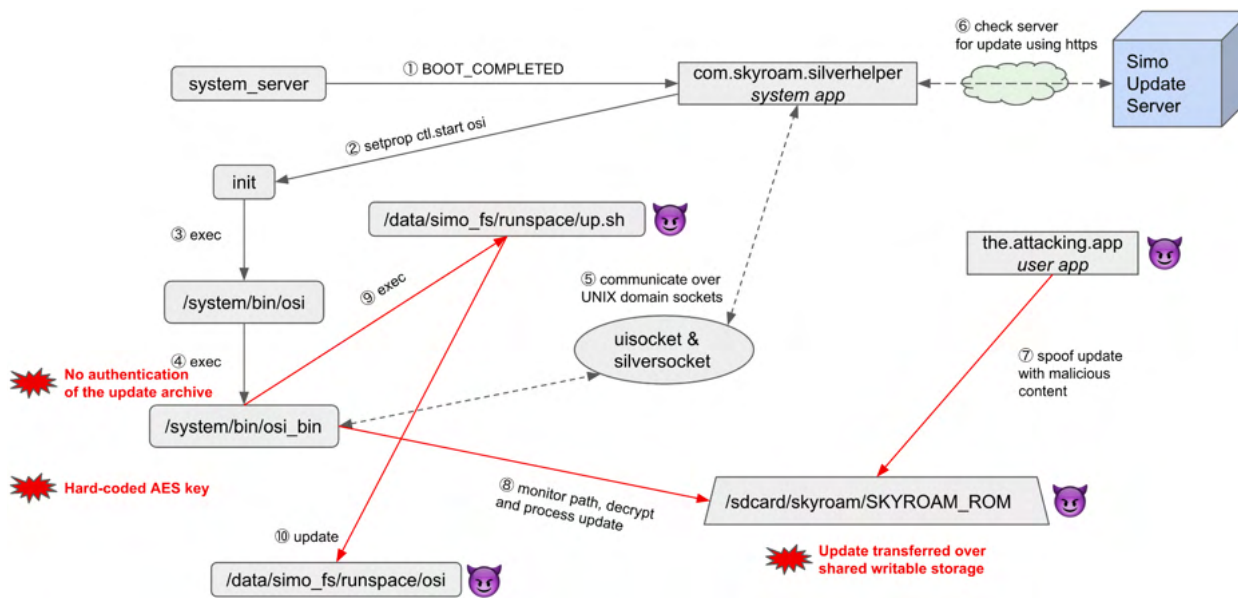 ⑥ check server
for update using https
Simo
Update
Server
① BOOT_COMPLETED
system_server
com.skyroam.silverhelper
system app
② setprop ctl.start osi
init
/data/simo_fs/runspace/up.sh
③ exec
the.attacking.app
user app
⑤ communicate over
UNIX domain sockets
/system/bin/osi
⑨ exec
uisocket &
silversocket
④ exec
⑦ spoof update
with malicious
content
No authentication
of the update archive
/system/bin/osi_bin
Hard-coded AES key
⑧ monitor path, decrypt
and process update
/sdcard/skyroam/SKYROAM_ROM
⑩ update
Update transferred over
shared writable storage
/data/simo_fs/runspace/osi